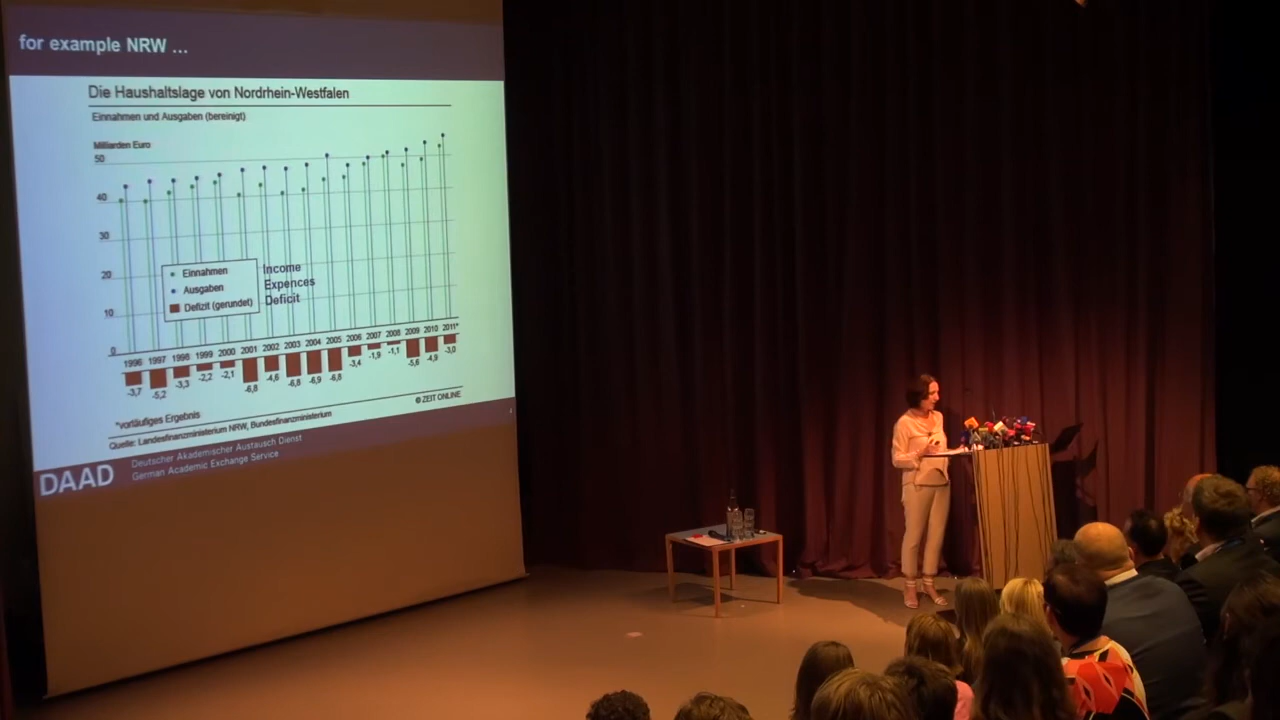 for example NRW ...
Die Haushaltslage von Nordrhein-Westfalen
Einnahmen und Ausgaben (bereinigt)
Milliarden Euro
50
40
30
20
10
0
Einnahmen Income
Ausgaben Expences
Defizit (gerundet) Deficit
1996 1997 1998 1999 2000 2001 2002 2003 2004 2005 2006 2007 2008 2009 2010 2011*
-3,7 -5,2 -3,3 -2,2 -2,1 -6,8 -4,6 -6,8 -6,9 -6,8 -3,4 -1,9 -1,1 -5,6 -4,9 -3,0
*vorläufiges Ergebnis
© ZEIT ONLINE
Quelle: Landesfinanzministerium NRW, Bundesfinanzministerium
DAAD
Deutscher Akademischer Austausch Dienst
German Academic Exchange Service